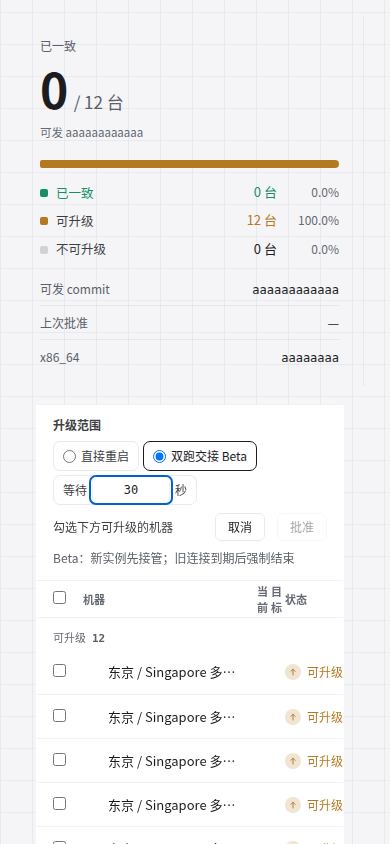 已一致
0 / 12 台
可发 aaaaaaaaaaaa
已一致 0 台 0.0%
可升级 12 台 100.0%
不可升级 0 台 0.0%
可发 commit aaaaaaaaaaaa
上次批准 —
x86_64 aaaaaaaa
升级范围
直接重启 双跑交接 Beta
等待 30 秒
勾选下方可升级的机器 取消 批准
Beta：新实例先接管；旧连接到期后强制结束
机器 当前 目标 状态
可升级 12
东京 / Singapore 多… 可升级
东京 / Singapore 多… 可升级
东京 / Singapore 多… 可升级
东京 / Singapore 多… 可升级